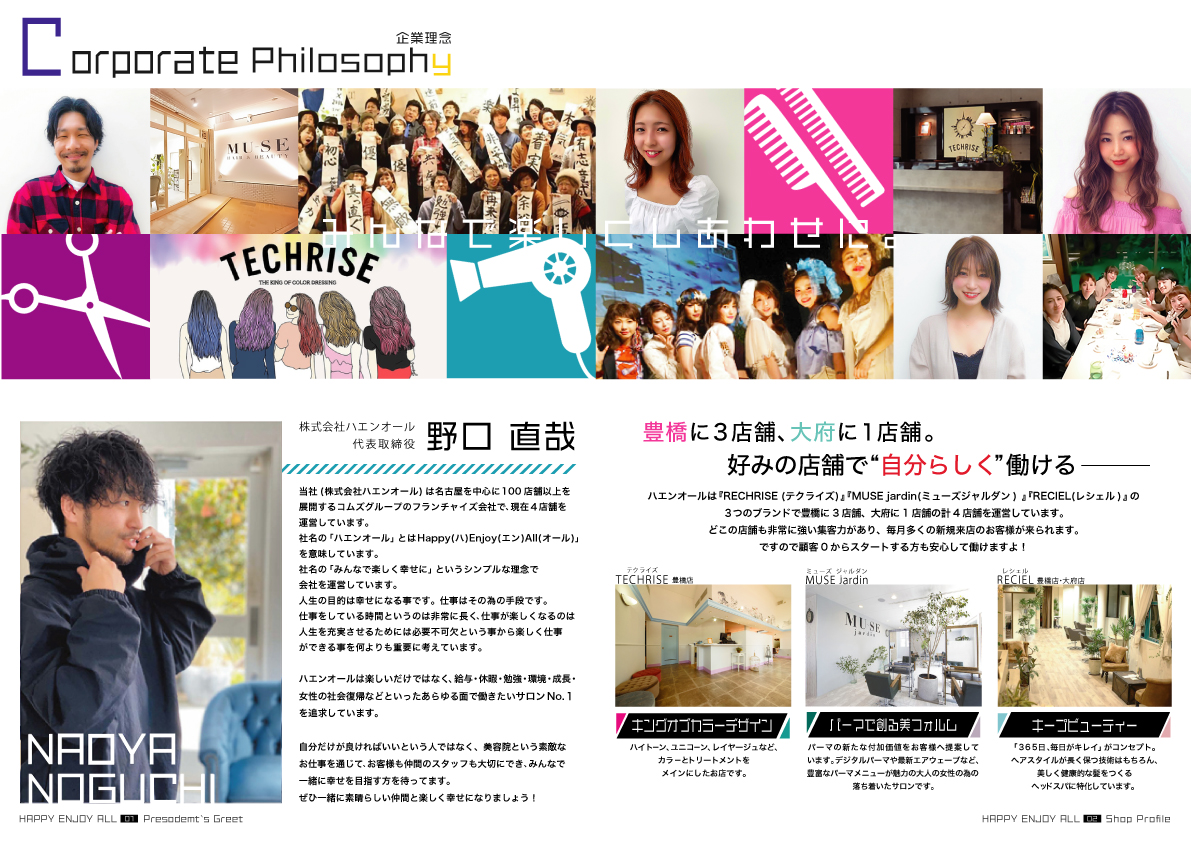 企業理念
Corporate Philosophy
MUSE
HAIR & BEAUTY
初心
優
真っ直ぐ
勉強
再来
着実
TECHRISE
みんなで楽しくしあわせによ
TECHRISE
THE KING OF COLOR DRESSING
株式会社ハエンオール
代表取締役 野口 直哉
当社 (株式会社ハエンオール) は名古屋を中心に100 店舗以上を
展開するコムズグループのフランチャイズ会社で、現在4店舗を
運営しています。
社名の「ハエンオール」とはHappy(ハ)Enjoy(エン)All(オール)」
を意味しています。
社名の「みんなで楽しく幸せに」というシンプルな理念で
会社を運営しています。
人生の目的は幸せになる事です。仕事はその為の手段です。
仕事をしている時間というのは非常に長く、仕事が楽しくなるのは
人生を充実させるためには必要不可欠という事から楽しく仕事
ができる事を何よりも重要に考えています。
ハエンオールは楽しいだけではなく、給与・休暇・勉強・環境・成長・
女性の社会復帰などといったあらゆる面で働きたいサロンNo.1
を追求しています。
自分だけが良ければいいという人ではなく、美容院という素敵な
お仕事を通じて、お客様も仲間のスタッフも大切にでき、みんなで
一緒に幸せを目指す方を待ってます。
ぜひ一緒に素晴らしい仲間と楽しく幸せになりましょう!
NAOYA
NOGUCHI
HAPPY ENJOY ALL 01 Presodemt`s Greet
豊橋に3店舗、大府に1店舗。
好みの店舗で“自分らしく”働ける
ハエンオールは『RECHRISE (テクライズ)』『MUSE jardin(ミューズジャルダン) 』『RECIEL(レシェル)』の
3つのブランドで豊橋に3店舗、大府に1店舗の計4店舗を運営しています。
どこの店舗も非常に強い集客力があり、毎月多くの新規来店のお客様が来られます。
ですので顧客0からスタートする方も安心して働けますよ!
テクライズ
TECHRISE 豊橋店
キングオブカラーデザイン
ハイトーン、ユニコーン、レイヤージュなど、
カラーとトリートメントを
メインにしたお店です。
ミューズ ジャルダン
MUSE Jardin
MUSE
jardin
パーマで創る美フォルム
パーマの新たな付加価値をお客様へ提案して
います。デジタルパーマや最新エアウェーブなど、
豊富なパーマメニューが魅力の大人の女性の為の
落ち着いたサロンです。
レシェル
RECIEL 豊橋店・大府店
キープビューティー
「365日、毎日がキレイ」がコンセプト。
ヘアスタイルが長く保つ技術はもちろん、
美しく健康的な髪をつくる
ヘッドスパに特化しています。
HAPPY ENJOY ALL 02 Shop Profile